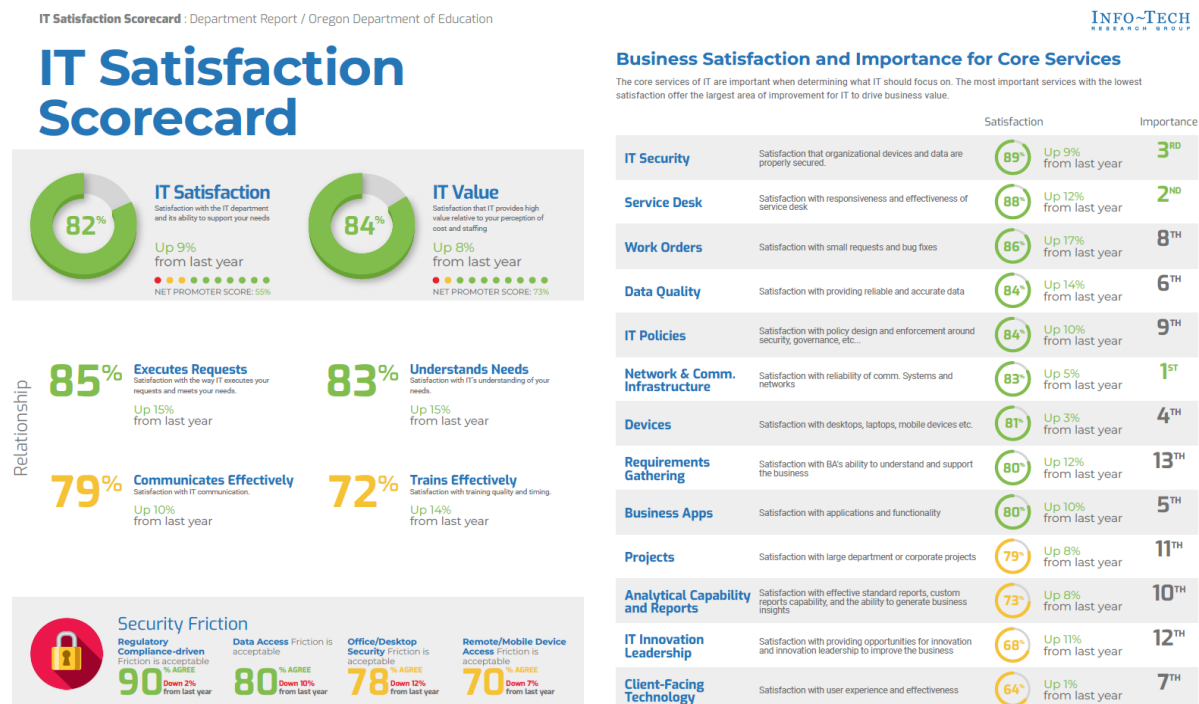 IT Satisfaction Scorecard : Department Report / Oregon Department of Education
INFO~TECH
RESEARCH GROUP
IT Satisfaction
Scorecard
82%
IT Satisfaction
Satisfaction with the IT department
and its ability to support your needs
Up 9%
from last year
NET PROMOTER SCORE: 55%
84%
IT Value
Satisfaction that IT provides high
value relative to your perception of
cost and staffing
Up 8%
from last year
NET PROMOTER SCORE: 73%
Relationship
85%
Executes Requests
Satisfaction with the way IT executes your
requests and meets your needs.
Up 15%
from last year
83%
Understands Needs
Satisfaction with IT's understanding of your
needs.
Up 15%
from last year
79%
Communicates Effectively
Satisfaction with IT communication.
Up 10%
from last year
72%
Trains Effectively
Satisfaction with training quality and timing.
Up 14%
from last year
Security Friction
Regulatory
Compliance-driven
Friction is acceptable
90
% AGREE
Down 2%
from last year
Data Access Friction is
acceptable
80
% AGREE
Down 10%
from last year
Office/Desktop
Security Friction is
acceptable
78
% AGREE
Down 12%
from last year
Remote/Mobile Device
Access Friction is
acceptable
70
% AGREE
Down 7%
from last year
Business Satisfaction and Importance for Core Services
The core services of IT are important when determining what IT should focus on. The most important services with the lowest
satisfaction offer the largest area of improvement for IT to drive business value.
Satisfaction Importance
IT Security
Satisfaction that organizational devices and data are
properly secured.
89%
Up 9%
from last year
3RD
Service Desk
Satisfaction with responsiveness and effectiveness of
service desk
88%
Up 12%
from last year
2ND
Work Orders
Satisfaction with small requests and bug fixes
86%
Up 17%
from last year
8TH
Data Quality
Satisfaction with providing reliable and accurate data
84%
Up 14%
from last year
6TH
IT Policies
Satisfaction with policy design and enforcement around
security, governance, etc...
84%
Up 10%
from last year
9TH
Network & Comm.
Infrastructure
Satisfaction with reliability of comm. Systems and
networks
83%
Up 5%
from last year
1ST
Devices
Satisfaction with desktops, laptops, mobile devices etc.
81%
Up 3%
from last year
4TH
Requirements
Gathering
Satisfaction with BA's ability to understand and support
the business
80%
Up 12%
from last year
13TH
Business Apps
Satisfaction with applications and functionality
80%
Up 10%
from last year
5TH
Projects
Satisfaction with large department or corporate projects
79%
Up 8%
from last year
11TH
Analytical Capability
and Reports
Satisfaction with effective standard reports, custom
reports capability, and the ability to generate business
insights
73%
Up 8%
from last year
10TH
IT Innovation
Leadership
Satisfaction with providing opportunities for innovation
and innovation leadership to improve the business
68%
Up 11%
from last year
12TH
Client-Facing
Technology
Satisfaction with user experience and effectiveness
64%
Up 1%
from last year
7TH